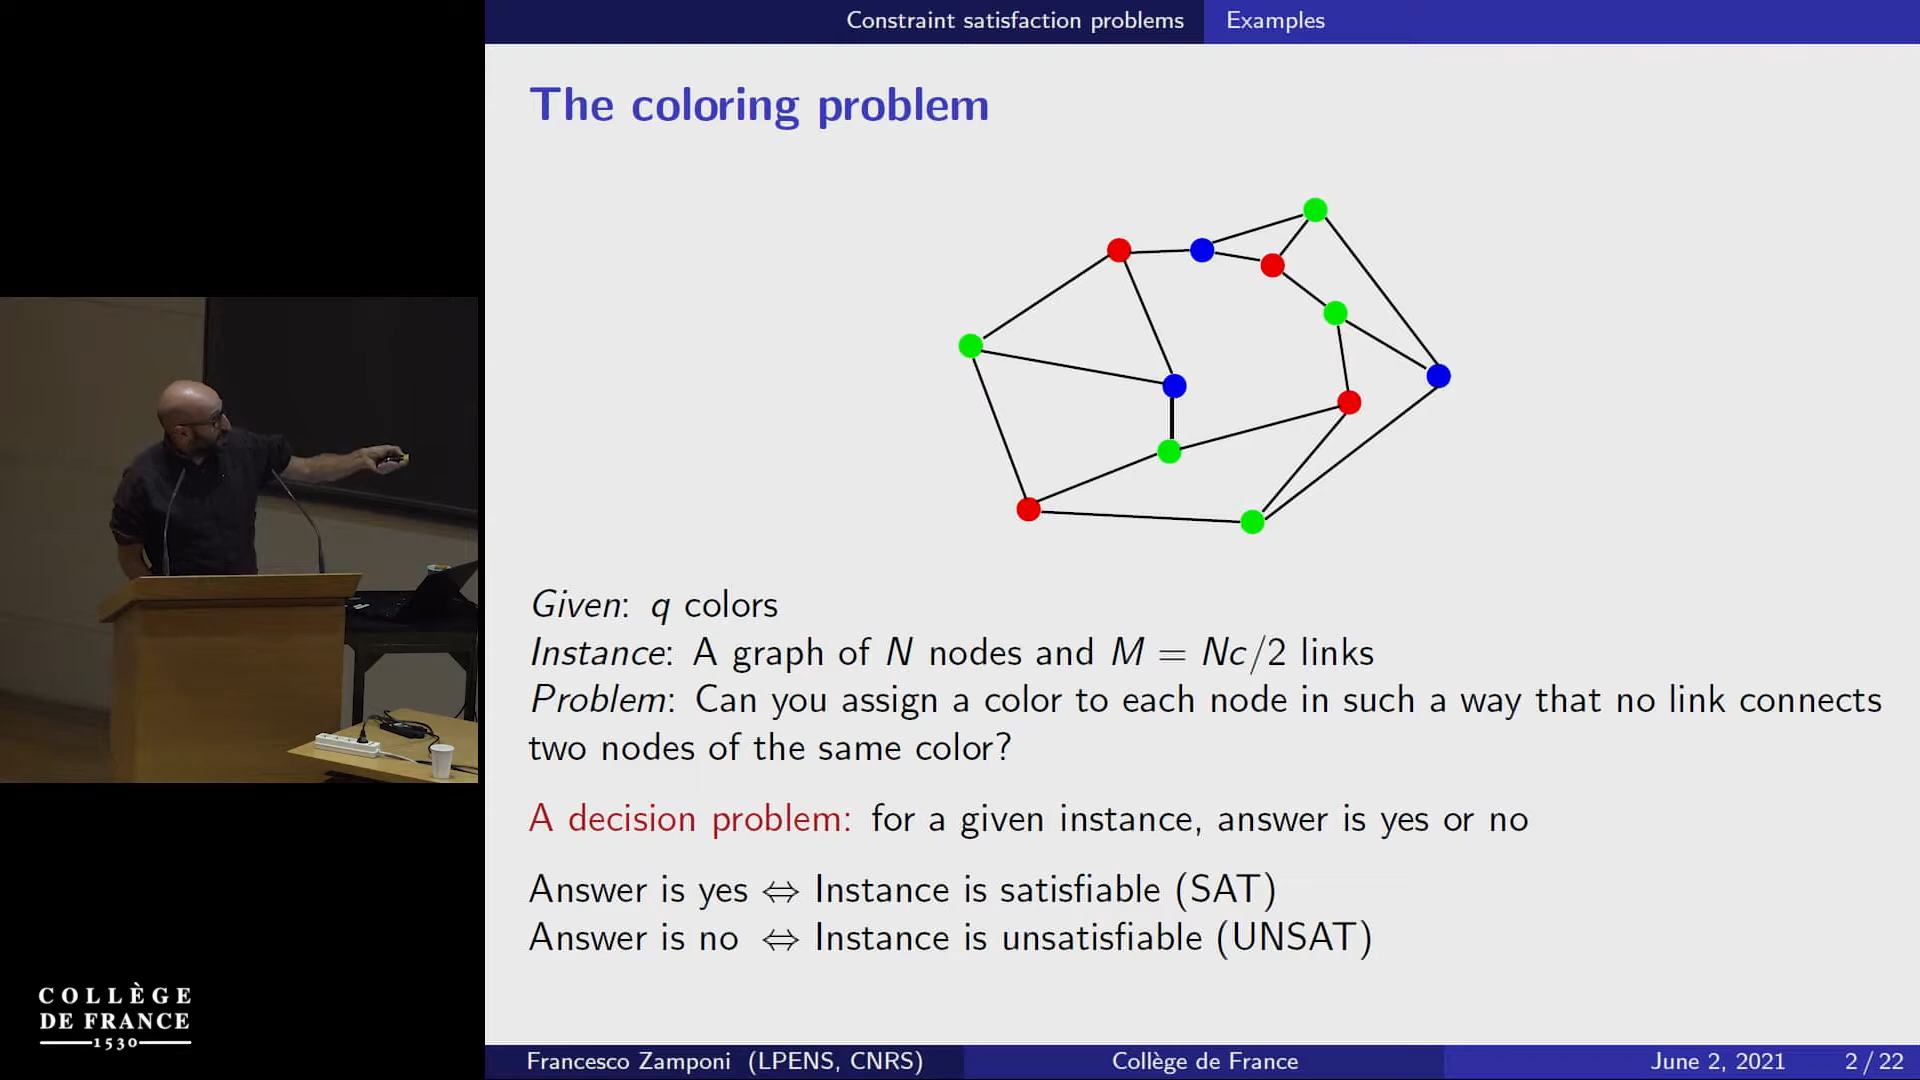 Constraint satisfaction problems Examples
The coloring problem
Given: q colors
Instance: A graph of N nodes and M = Nc/2 links
Problem: Can you assign a color to each node in such a way that no link connects
two nodes of the same color?
A decision problem: for a given instance, answer is yes or no
Answer is yes ⇔ Instance is satisfiable (SAT)
Answer is no ⇔ Instance is unsatisfiable (UNSAT)
COLLÈGE
DE FRANCE
1530
Francesco Zamponi (LPENS, CNRS) Collège de France June 2, 2021 2 / 22